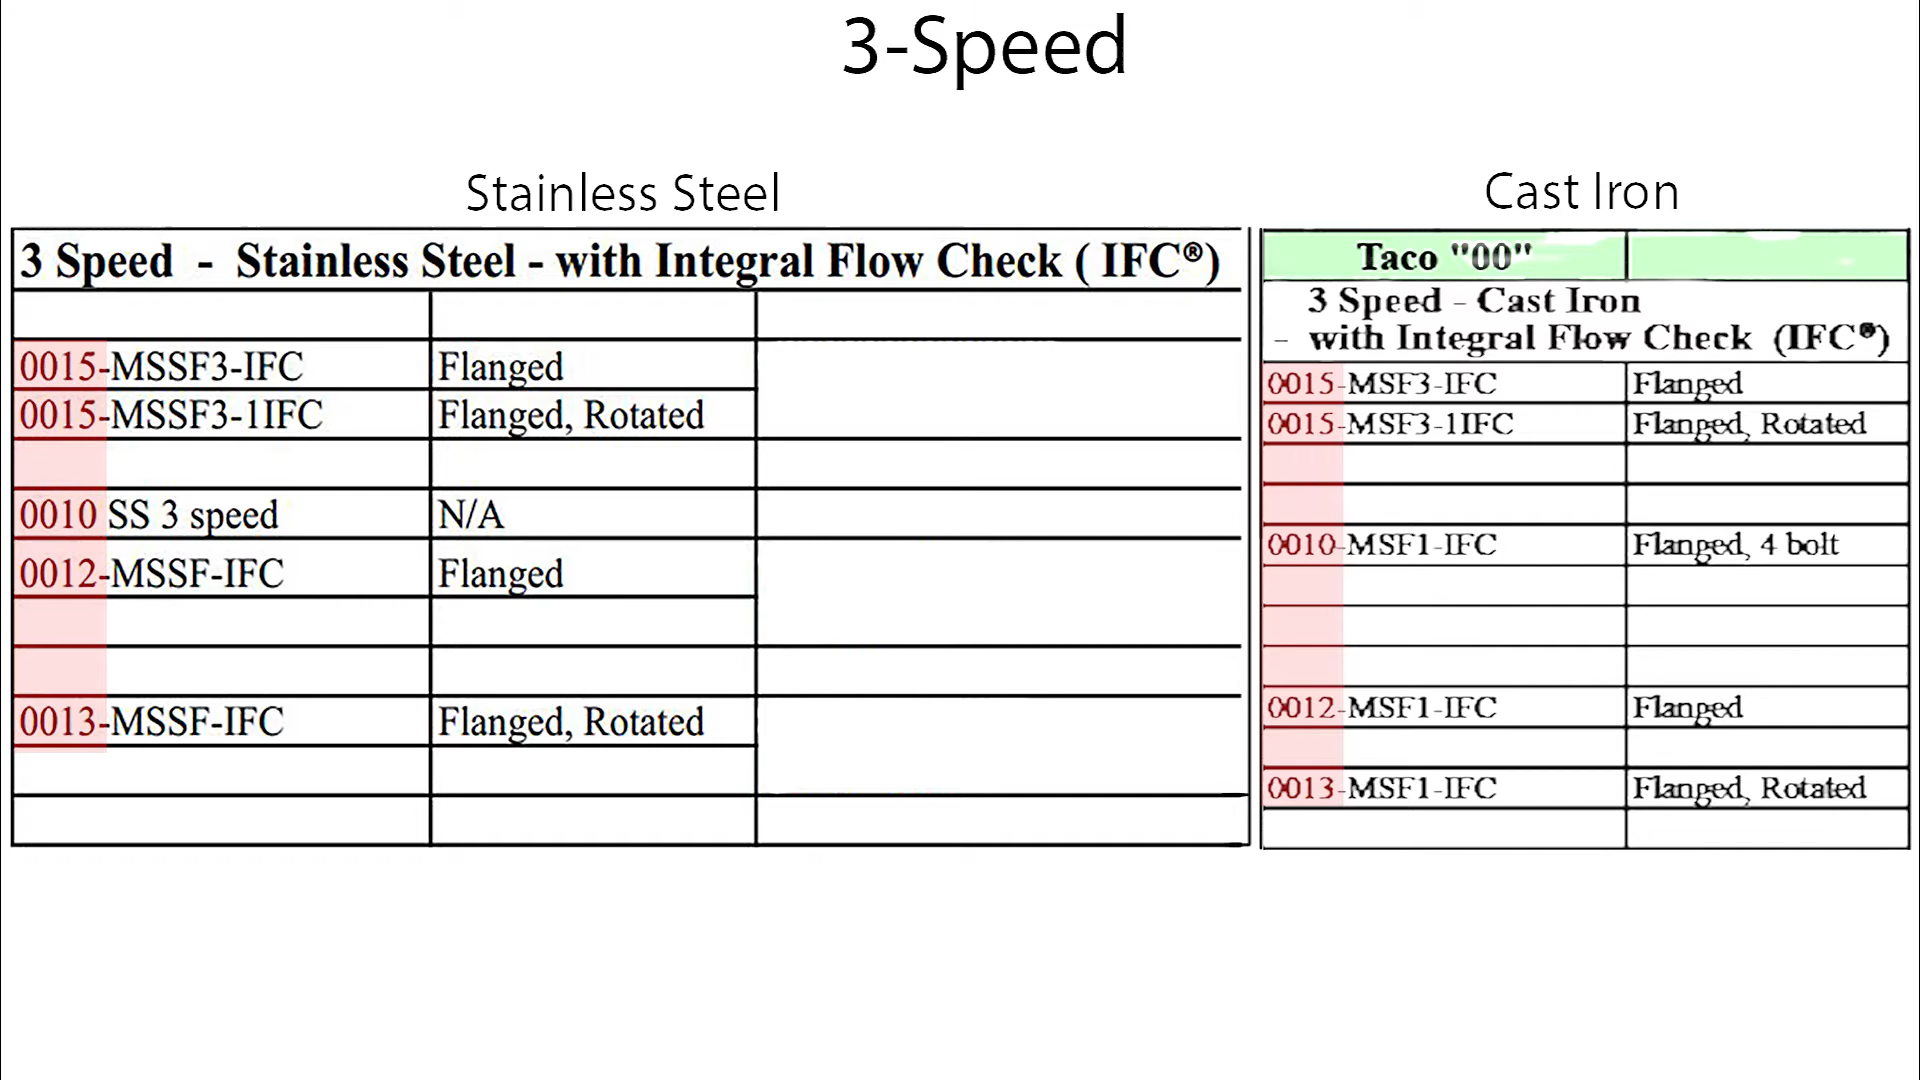 3-Speed
Stainless Steel
3 Speed - Stainless Steel - with Integral Flow Check ( IFC®)
0015-MSSF3-IFC Flanged
0015-MSSF3-1IFC Flanged, Rotated
0010 SS 3 speed N/A
0012-MSSF-IFC Flanged
0013-MSSF-IFC Flanged, Rotated
Cast Iron
Taco "00"
3 Speed - Cast Iron
- with Integral Flow Check (IFC®)
0015-MSF3-IFC Flanged
0015-MSF3-1IFC Flanged, Rotated
0010-MSF1-IFC Flanged, 4 bolt
0012-MSF1-IFC Flanged
0013-MSF1-IFC Flanged, Rotated